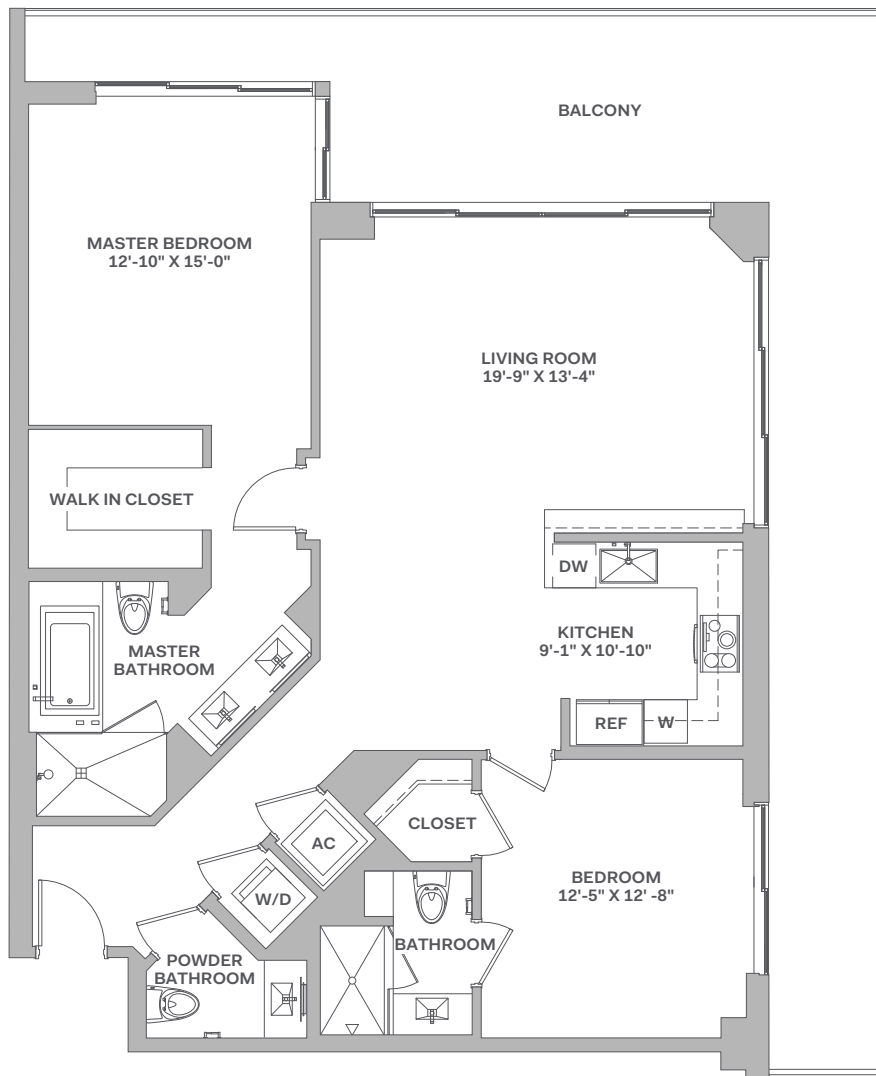 BALCONY
MASTER BEDROOM
12'-10" X 15'-0"
LIVING ROOM
19'-9" X 13'-4"
WALK IN CLOSET
DW
KITCHEN
9'-1" X 10'-10"
MASTER
BATHROOM
REF
W
CLOSET
AC
BEDROOM
12'-5" X 12' -8"
W/D
BATHROOM
POWDER
BATHROOM